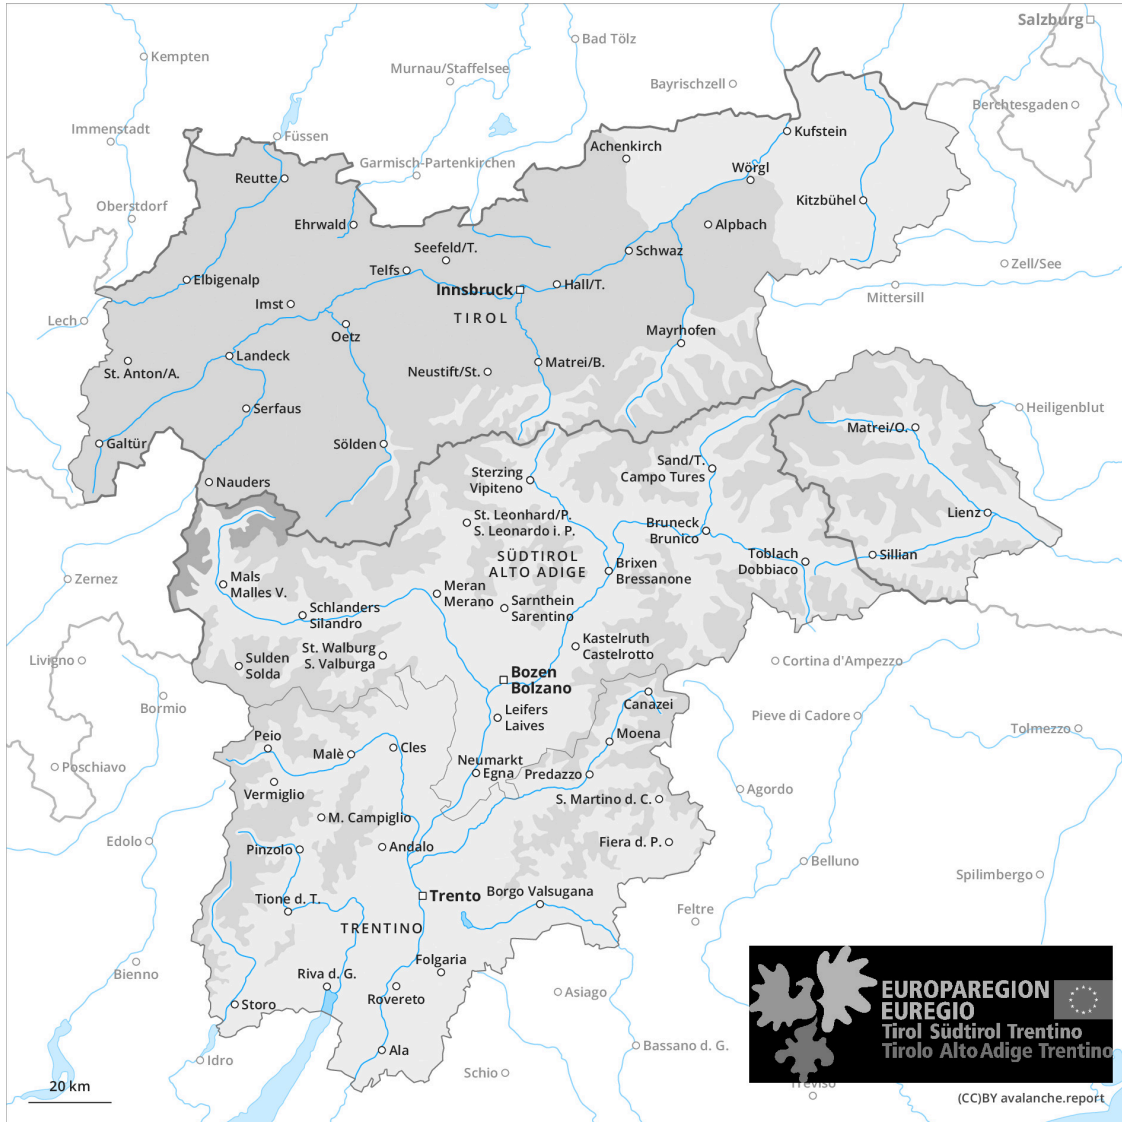 Salzburg
Bad Tölz
Kempten
Murnau/Staffelsee
Bayrischzell
Berchtesgaden
Immenstadt
Füssen
Kufstein
Achenkirch
Garmisch-Partenkirchen
Wörgl
Reutte
Kitzbühel
Oberstdorf
Ehrwald
Alpbach
Seefeld/T.
Schwaz
Zell/See
Telfs
Elbigenalp
Innsbruck
Hall/T.
Mittersill
Imst
TIROL
Lech
Oetz
Mayrhofen
Landeck
St. Anton/A.
Neustift/St.
Matrei/B.
Serfaus
Heiligenblut
Matrei/O.
Galtür
Sölden
Sand/T.
Campo Tures
Sterzing
Vipiteno
Nauders
St. Leonhard/P.
S. Leonardo i. P.
Bruneck
Brunico
Lienz
SÜDTIROL
ALTO ADIGE
Toblach
Dobbiaco
Sillian
Brixen
Bressanone
Zernez
Mals
Malles V.
Meran
Merano
Sarnthein
Sarentino
Schlanders
Silandro
St. Walburg
S. Valburga
Kastelruth
Castelrotto
Livigno
Sulden
Solda
Cortina d'Ampezzo
Bozen
Bolzano
Bormio
Canazei
Leifers
Laives
Pieve di Cadore
Tolmezzo
Peio
Malè
Cles
Moena
Poschiavo
Neumarkt
Egna
Predazzo
Vermiglio
S. Martino d. C.
Agordo
M. Campiglio
Edolo
Pinzolo
Andalo
Fiera d. P.
Belluno
Spilimbergo
Tione d. T.
Trento
Borgo Valsugana
Feltre
TRENTINO
Bienno
Folgaria
Riva d. G.
Rovereto
Asiago
Storo
EUROPAREGION
EUREGIO
Tirol Südtirol Trentino
Tirolo Alto Adige Trentino
Idro
Ala
Bassano d. G.
Schio
Treviso
20 km
(CC)BY avalanche.report